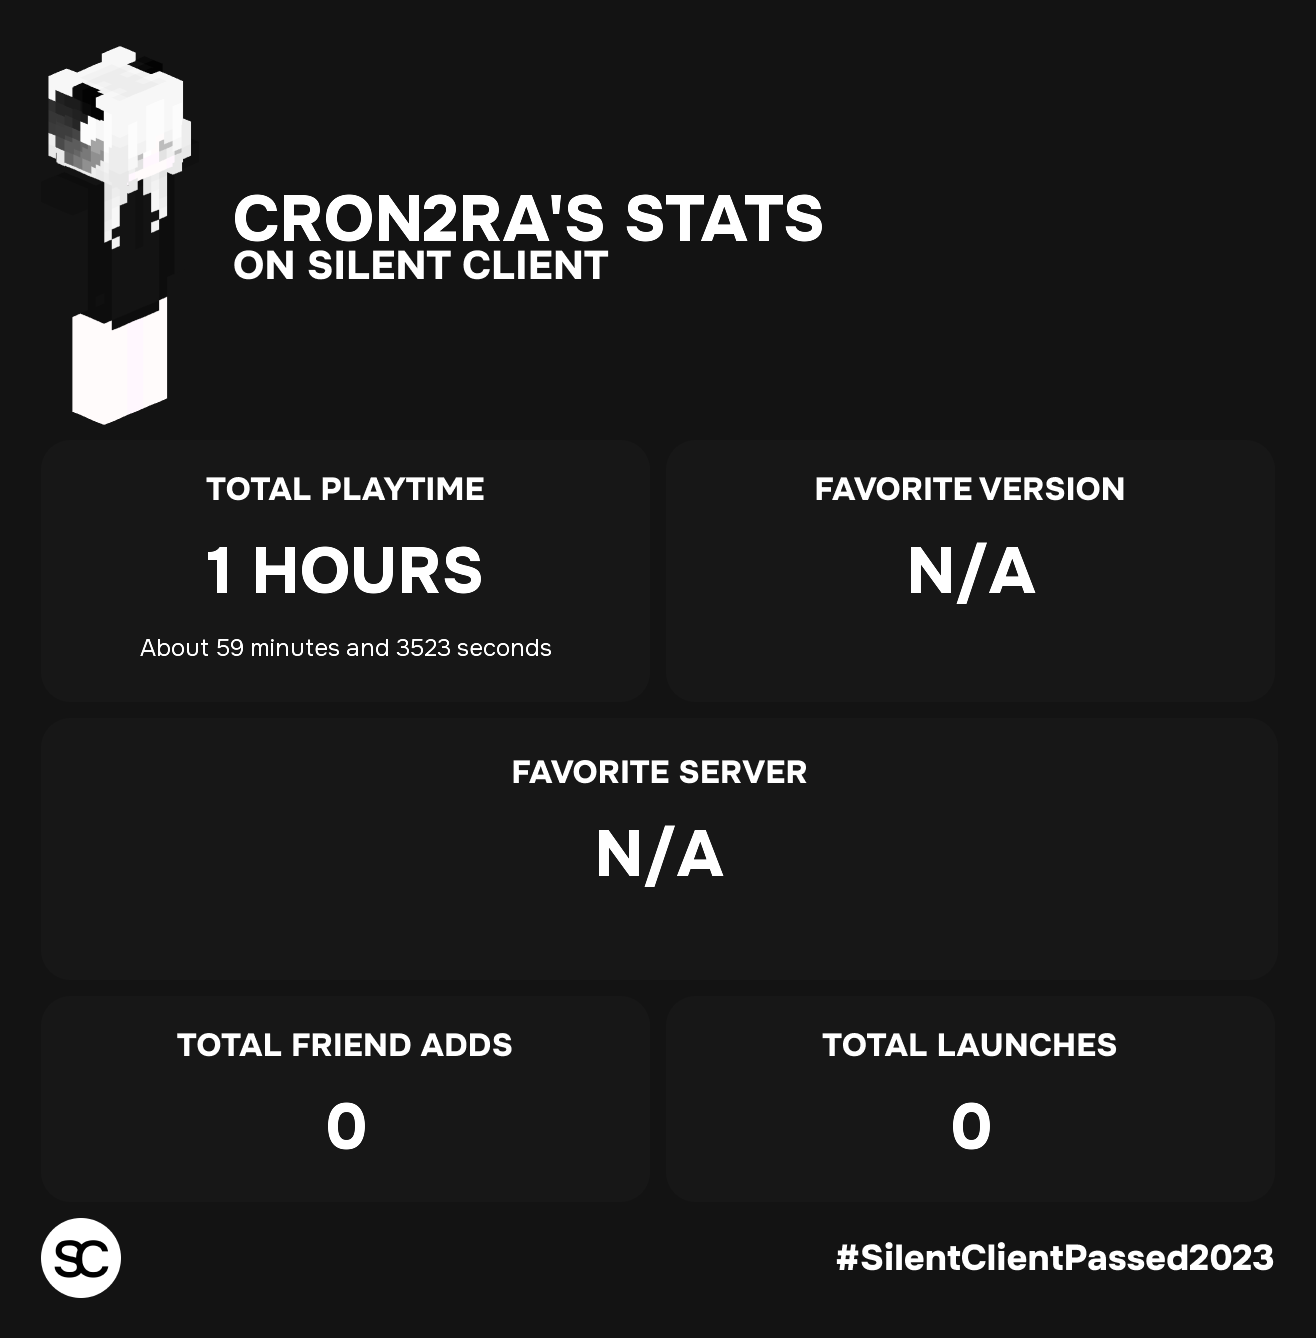 CRON2RA'S STATS
ON SILENT CLIENT
TOTAL PLAYTIME
1 HOURS
About 59 minutes and 3523 seconds
FAVORITE VERSION
N/A
FAVORITE SERVER
N/A
TOTAL FRIEND ADDS
0
TOTAL LAUNCHES
0
SC
#SilentClientPassed2023